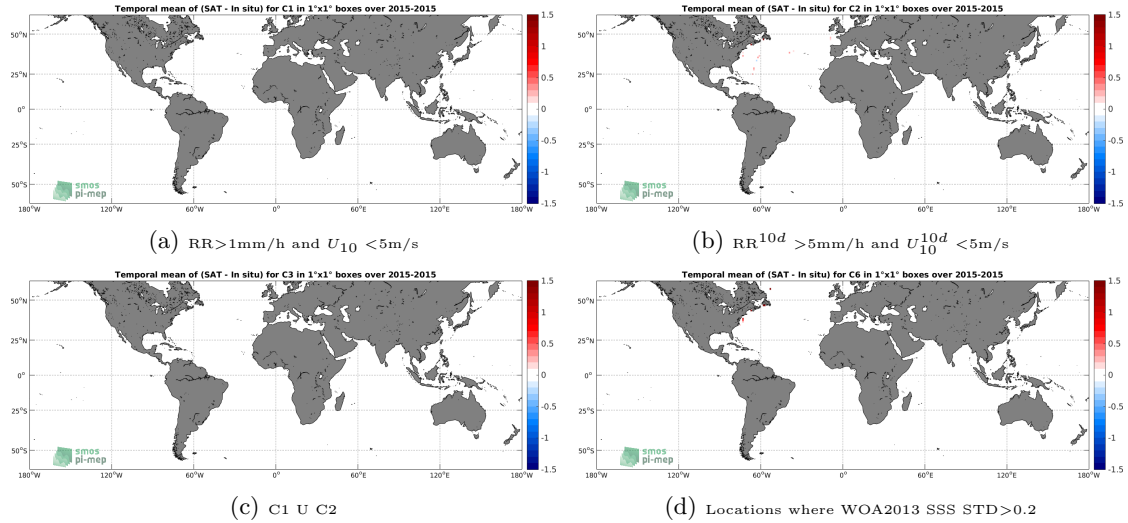 Temporal mean of (SAT - In situ) for C1 in 1°x1° boxes over 2015-2015
50°N
25°N
0°
25°S
50°S
180°W 120°W 60°W 0° 60°E 120°E 180°E
1.5
1
0.5
0
-0.5
-1
-1.5
smos
pi-mep
(a) RR>1mm/h and U10 <5m/s
Temporal mean of (SAT - In situ) for C2 in 1°x1° boxes over 2015-2015
50°N
25°N
0°
25°S
50°S
180°W 120°W 60°W 0° 60°E 120°E 180°E
1.5
1
0.5
0
-0.5
-1
-1.5
smos
pi-mep
(b) RR10d >5mm/h and U10d10 <5m/s
Temporal mean of (SAT - In situ) for C3 in 1°x1° boxes over 2015-2015
50°N
25°N
0°
25°S
50°S
180°W 120°W 60°W 0° 60°E 120°E 180°E
1.5
1
0.5
0
-0.5
-1
-1.5
smos
pi-mep
(c) C1 U C2
Temporal mean of (SAT - In situ) for C6 in 1°x1° boxes over 2015-2015
50°N
25°N
0°
25°S
50°S
180°W 120°W 60°W 0° 60°E 120°E 180°E
1.5
1
0.5
0
-0.5
-1
-1.5
smos
pi-mep
(d) Locations where WOA2013 SSS STD>0.2